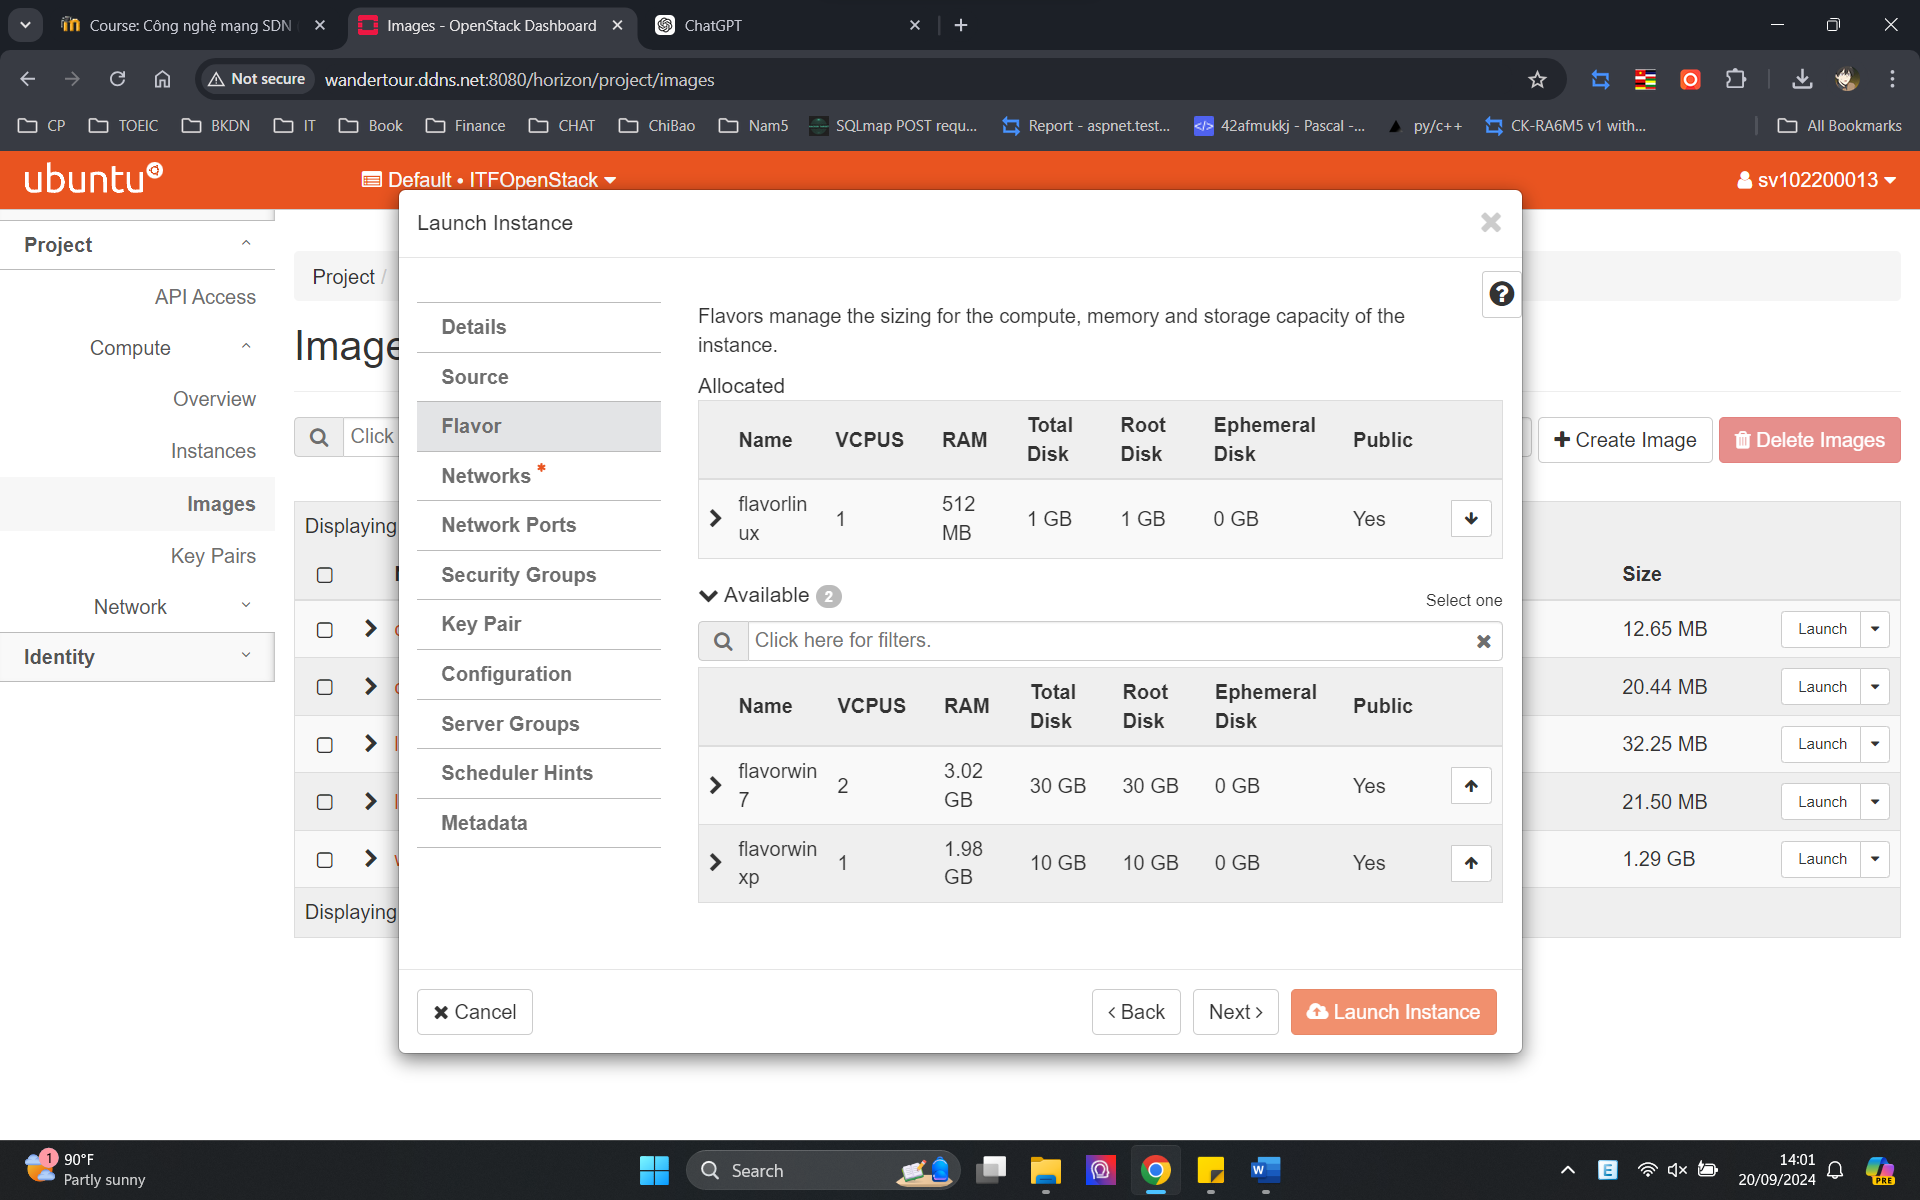 Course: Công nghệ mạng SDN
Images - OpenStack Dashboard
ChatGPT
Not secure
wandertour.ddns.net:8080/horizon/project/images
CP
TOEIC
BKDN
IT
Book
Finance
CHAT
ChiBao
Nam5
SQLmap POST requ...
Report - aspnet.test...
42afmukkj - Pascal -...
py/c++
CK-RA6M5 v1 with...
All Bookmarks
ubuntu
Default • ITFOpenStack
sv102200013
Project
API Access
Compute
Overview
Instances
Images
Key Pairs
Network
Identity
Project /
Image
Click
Create Image
Delete Images
Displaying
Size
12.65 MB
Launch
20.44 MB
Launch
32.25 MB
Launch
21.50 MB
Launch
1.29 GB
Launch
Displaying
Launch Instance
Details
Source
Flavor
Networks *
Network Ports
Security Groups
Key Pair
Configuration
Server Groups
Scheduler Hints
Metadata
Flavors manage the sizing for the compute, memory and storage capacity of the
instance.
Allocated
Name VCPUS RAM Total Disk Root Disk Ephemeral Disk Public
flavorlinux 1 512 MB 1 GB 1 GB 0 GB Yes
Available 2
Select one
Click here for filters.
Name VCPUS RAM Total Disk Root Disk Ephemeral Disk Public
flavorwin7 2 3.02 GB 30 GB 30 GB 0 GB Yes
flavorwinxp 1 1.98 GB 10 GB 10 GB 0 GB Yes
Cancel
< Back
Next >
Launch Instance
1
90°F
Partly sunny
Search
14:01
20/09/2024